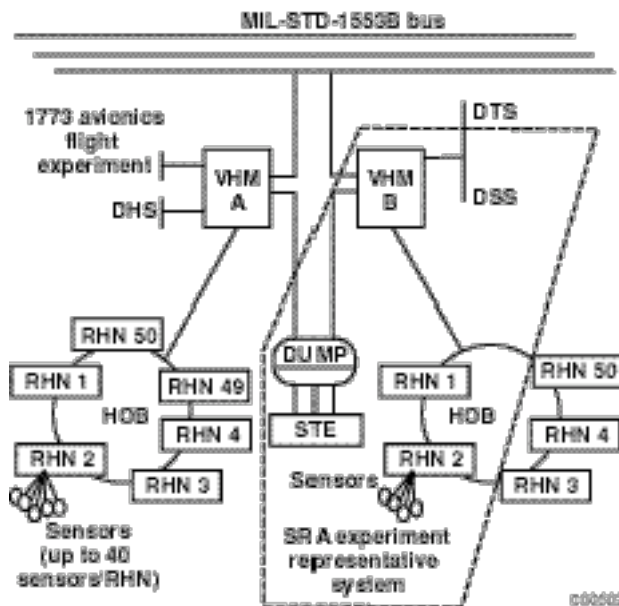 MIL-STD-1553B bus
1773 avionics
flight
experiment
DHS
VHM
A
VHM
B
DTS
DSS
RHN 50
RHN 1
RHN 49
HOB
RHN 4
RHN 2
RHN 3
Sensors
(up to 40
sensors/RHN)
DUMP
STE
RHN 1
RHN 50
HOB
RHN 4
RHN 2
RHN 3
Sensors
SRA experiment
representative
system